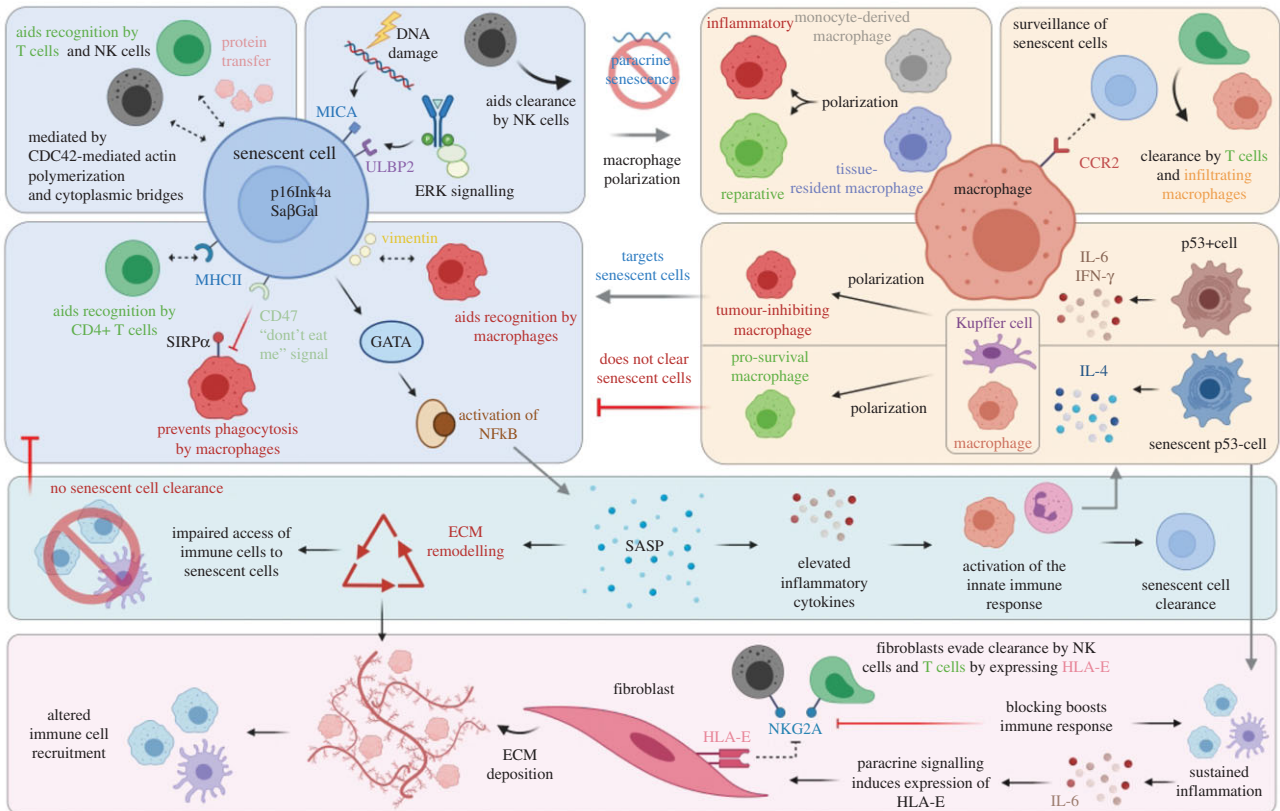 aids recognition by
T cells and NK cells
protein
transfer
mediated by
CDC42-mediated actin
polymerization
and cytoplasmic bridges
senescent cell
p16Ink4a
SaβGal
DNA
damage
MICA
ULBP2
P
P
ERK signalling
aids clearance
by NK cells
paracrine
senescence
macrophage
polarization
inflammatory
monocyte-derived
macrophage
polarization
reparative
tissue-
resident macrophage
surveillance of
senescent cells
macrophage
CCR2
clearance by T cells
and infiltrating
macrophages
MHCII
aids recognition by
CD4+ T cells
vimentin
aids recognition by
macrophages
CD47
"dont't eat
me" signal
SIRPα
prevents phagocytosis
by macrophages
GATA
activation of
NFkB
targets
senescent cells
does not clear
senescent cells
tumour-inhibiting
macrophage
polarization
pro-survival
macrophage
polarization
Kupffer cell
macrophage
IL-6
IFN-γ
p53+cell
IL-4
senescent p53-cell
no senescent cell clearance
impaired access of
immune cells to
senescent cells
ECM
remodelling
SASP
elevated
inflammatory
cytokines
activation of the
innate immune
response
senescent cell
clearance
altered
immune cell
recruitment
ECM
deposition
fibroblast
HLA-E
NKG2A
fibroblasts evade clearance by NK
cells and T cells by expressing HLA-E
blocking boosts
immune response
paracrine signalling
induces expression of
HLA-E
IL-6
sustained
inflammation